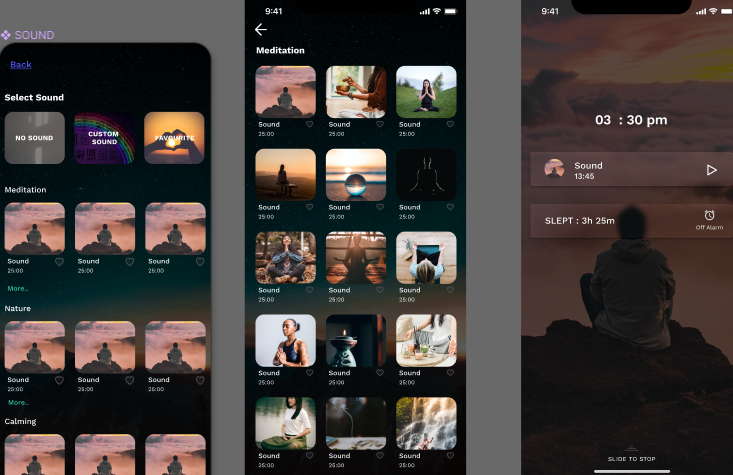 SOUND
Back
Select Sound
NO SOUND
CUSTOM
SOUND
FAVOURITE
Meditation
Sound Sound Sound
25:00 25:00 25:00
More..
Nature
Sound Sound Sound
25:00 25:00 25:00
More..
Calming
9:41
Meditation
Sound Sound Sound
25:00 25:00 25:00
Sound Sound Sound
25:00 25:00 25:00
Sound Sound Sound
25:00 25:00 25:00
Sound Sound Sound
25:00 25:00 25:00
Sound Sound Sound
25:00 25:00 25:00
9:41
03 : 30 pm
Sound
13:45
SLEPT : 3h 25m
Off Alarm
SLIDE TO STOP